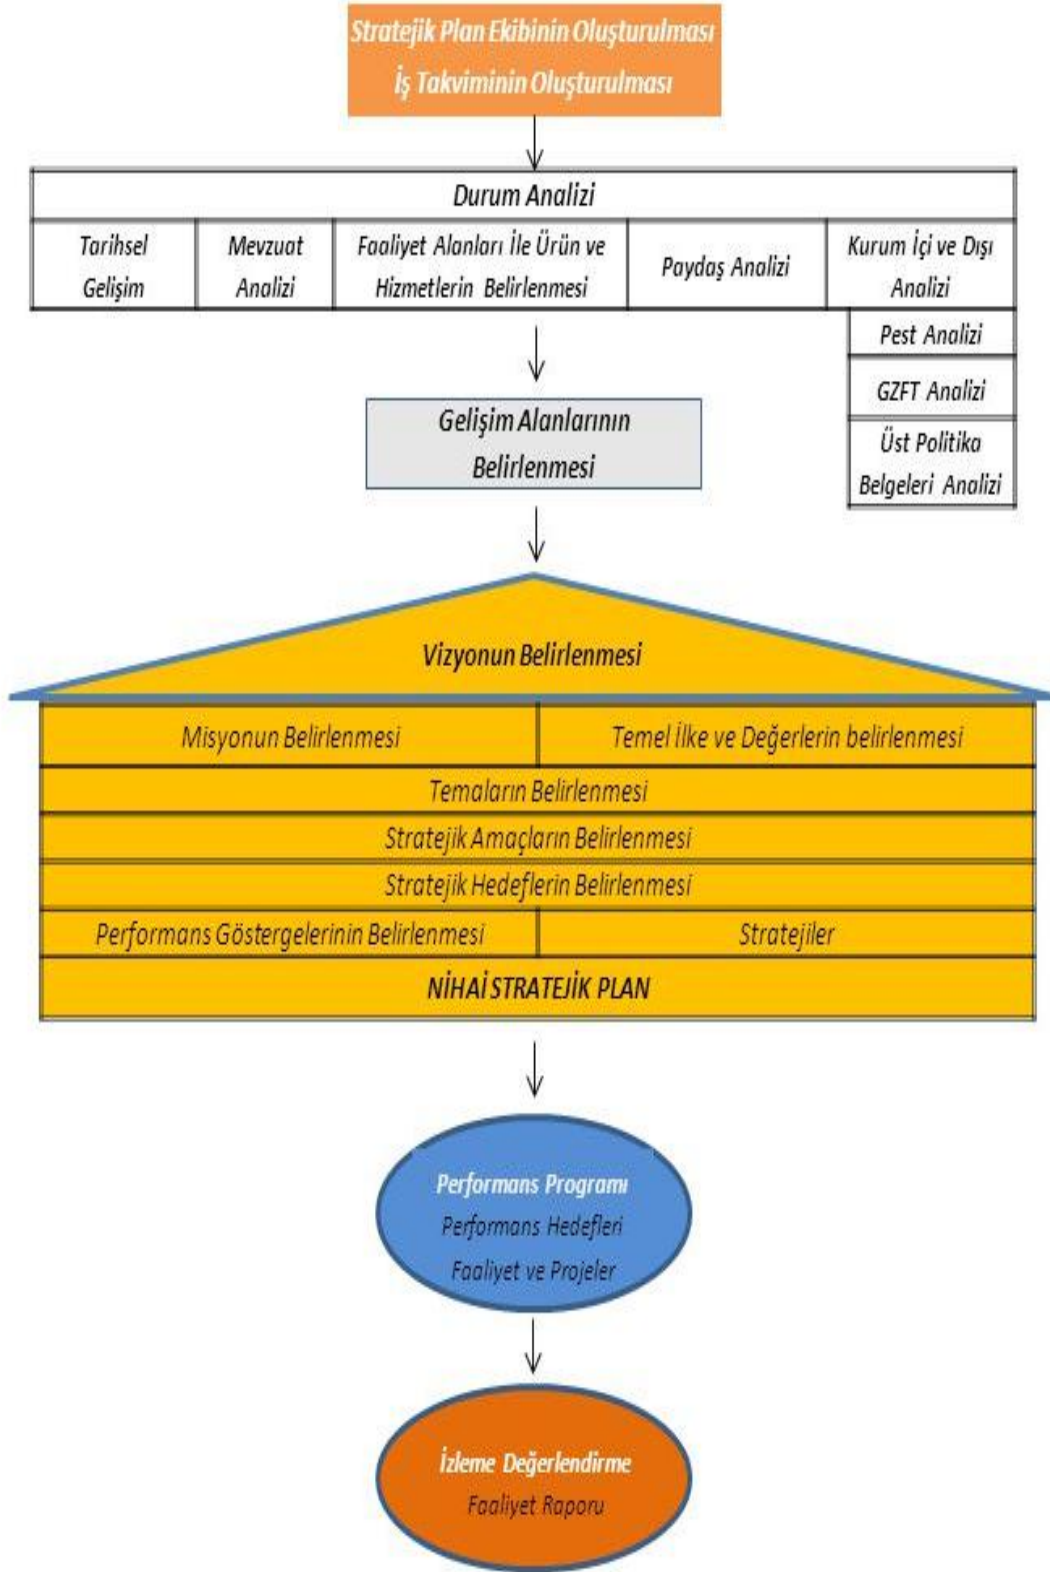 Stratejik Plan Ekibinin Oluşturulması
İş Takviminin Oluşturulması
Durum Analizi
Tarihsel
Gelişim
Mevzuat
Analizi
Faaliyet Alanları İle Ürün ve
Hizmetlerin Belirlenmesi
Paydaş Analizi
Kurum İçi ve Dışı
Analizi
Pest Analizi
GZFT Analizi
Üst Politika
Belgeleri Analizi
Gelişim Alanlarının
Belirlenmesi
Vizyonun Belirlenmesi
Misyonun Belirlenmesi
Temel İlke ve Değerlerin belirlenmesi
Temaların Belirlenmesi
Stratejik Amaçların Belirlenmesi
Stratejik Hedeflerin Belirlenmesi
Performans Göstergelerinin Belirlenmesi
Stratejiler
NİHAİ STRATEJİK PLAN
Performans Programı
Performans Hedefleri
Faaliyet ve Projeler
İzleme Değerlendirme
Faaliyet Raporu